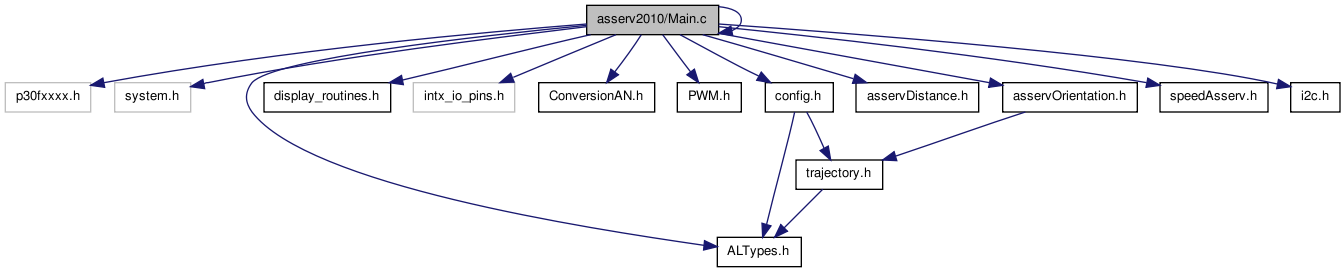 asserv2010/Main.c
p30fxxxx.h
system.h
display_routines.h
intx_io_pins.h
ConversionAN.h
PWM.h
config.h
asservDistance.h
asservOrientation.h
speedAsserv.h
i2c.h
trajectory.h
ALTypes.h